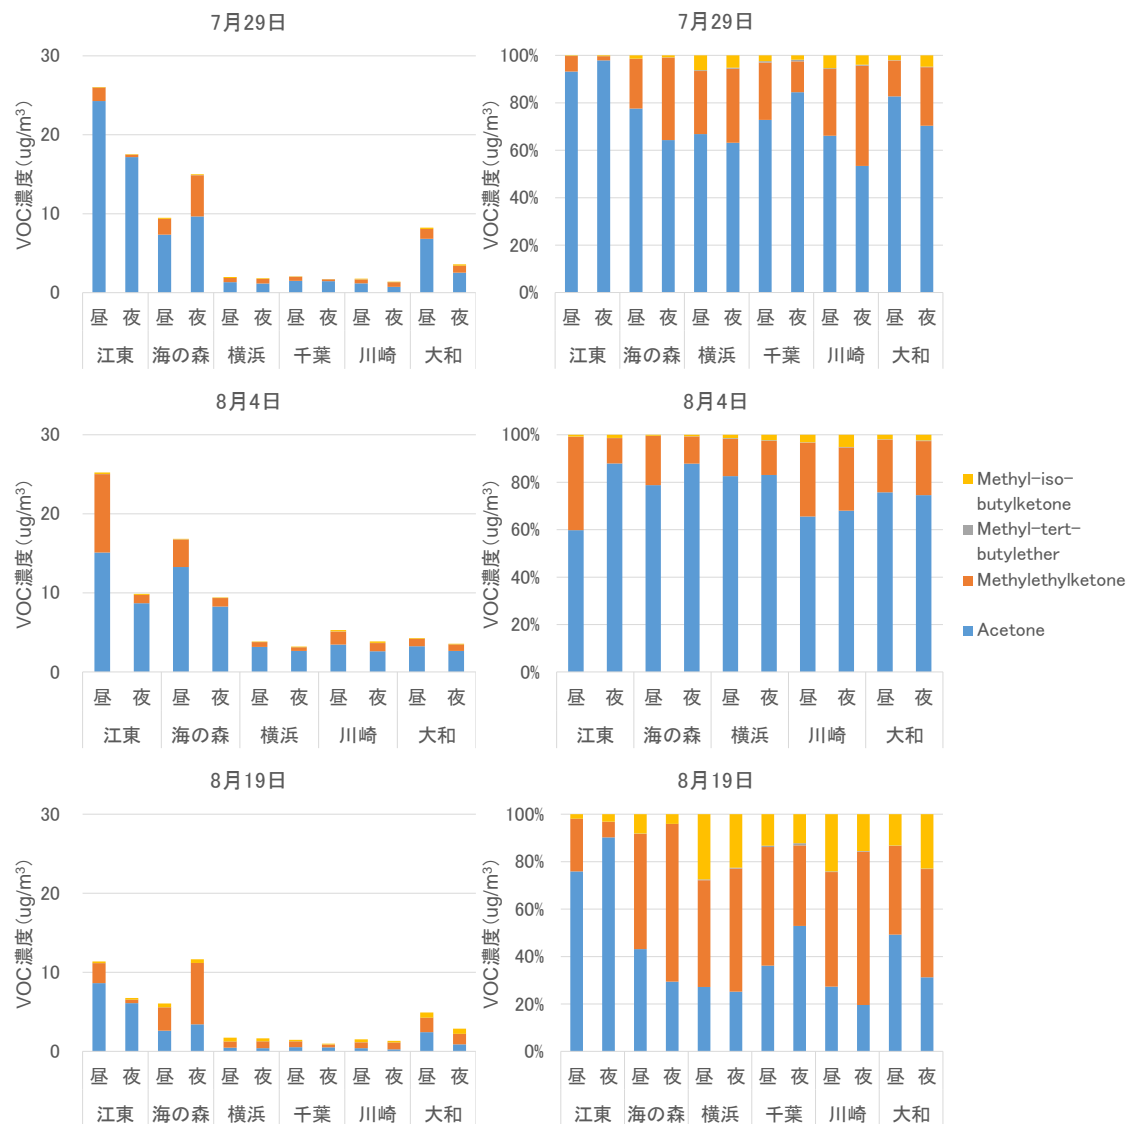 7月29日
VOC濃度(ug/m³)
30
20
10
0
昼 夜 昼 夜 昼 夜 昼 夜 昼 夜 昼 夜
江東 海の森 横浜 千葉 川崎 大和
7月29日
VOC濃度(ug/m³)
100%
80%
60%
40%
20%
0%
昼 夜 昼 夜 昼 夜 昼 夜 昼 夜 昼 夜
江東 海の森 横浜 千葉 川崎 大和
8月4日
VOC濃度(ug/m³)
30
20
10
0
昼 夜 昼 夜 昼 夜 昼 夜 昼 夜
江東 海の森 横浜 川崎 大和
8月4日
VOC濃度(ug/m³)
100%
80%
60%
40%
20%
0%
昼 夜 昼 夜 昼 夜 昼 夜 昼 夜
江東 海の森 横浜 川崎 大和
Methyl-iso-
butylketone
Methyl-tert-
butylether
Methylethylketone
Acetone
8月19日
VOC濃度(ug/m³)
30
20
10
0
昼 夜 昼 夜 昼 夜 昼 夜 昼 夜 昼 夜
江東 海の森 横浜 千葉 川崎 大和
8月19日
VOC濃度(ug/m³)
100%
80%
60%
40%
20%
0%
昼 夜 昼 夜 昼 夜 昼 夜 昼 夜 昼 夜
江東 海の森 横浜 千葉 川崎 大和